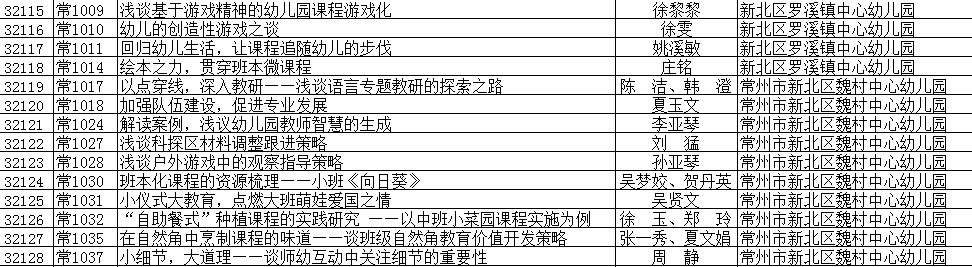 32115 常1009 浅谈基于游戏精神的幼儿园课程游戏化 徐黎黎 新北区罗溪镇中心幼儿园
32116 常1010 幼儿的创造性游戏之谈 徐雯 新北区罗溪镇中心幼儿园
32117 常1011 回归幼儿生活，让课程追随幼儿的步伐 姚溪敏 新北区罗溪镇中心幼儿园
32118 常1014 绘本之力，贯穿班本微课程 庄铭 新北区罗溪镇中心幼儿园
32119 常1017 以点穿线，深入教研——浅谈语言专题教研的探索之路 陈 洁、韩 澄 常州市新北区魏村中心幼儿园
32120 常1018 加强队伍建设，促进专业发展 夏玉文 常州市新北区魏村中心幼儿园
32121 常1024 解读案例，浅议幼儿园教师智慧的生成 李亚琴 常州市新北区魏村中心幼儿园
32122 常1027 浅谈科探区材料调整跟进策略 刘 猛 常州市新北区魏村中心幼儿园
32123 常1028 浅谈户外游戏中的观察指导策略 孙亚琴 常州市新北区魏村中心幼儿园
32124 常1030 班本化课程的资源梳理——小班《向日葵》 吴梦姣、贺丹英 常州市新北区魏村中心幼儿园
32125 常1031 小仪式大教育，点燃大班萌娃爱国之情 吴贤文 常州市新北区魏村中心幼儿园
32126 常1032 “自助餐式”种植课程的实践研究 ——以中班小菜园课程实施为例 徐 玉、郑 玲 常州市新北区魏村中心幼儿园
32127 常1035 在自然角中烹制课程的味道——谈班级自然角教育价值开发策略 张一秀、夏文娟 常州市新北区魏村中心幼儿园
32128 常1037 小细节，大道理——谈师幼互动中关注细节的重要性 周 静 常州市新北区魏村中心幼儿园